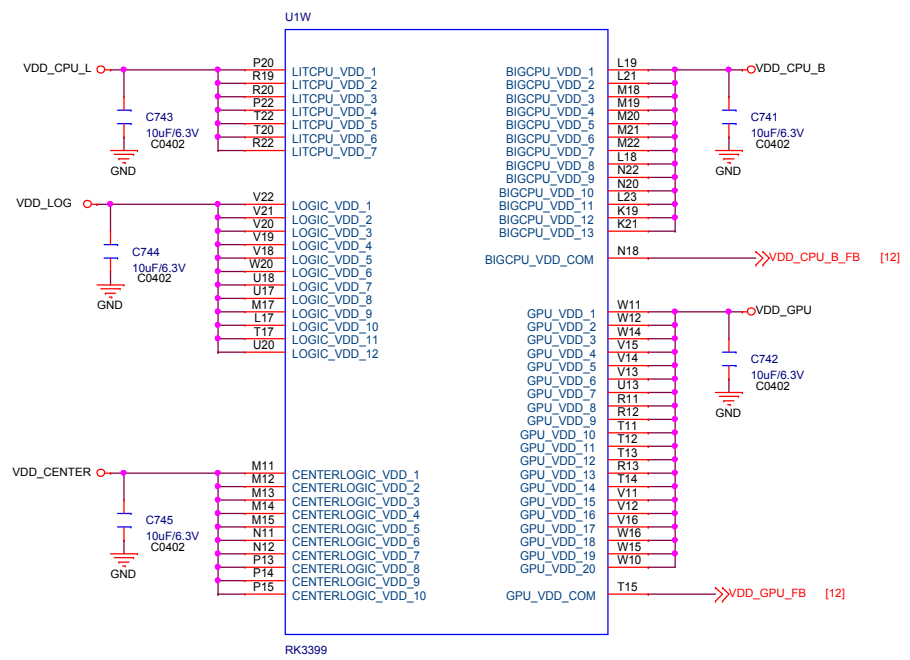 U1W
VDD_CPU_L
P20 LITCPU_VDD_1
R19 LITCPU_VDD_2
R20 LITCPU_VDD_3
P22 LITCPU_VDD_4
T22 LITCPU_VDD_5
T20 LITCPU_VDD_6
R22 LITCPU_VDD_7
C743
10uF/6.3V
C0402
GND
VDD_LOG
V22 LOGIC_VDD_1
V21 LOGIC_VDD_2
V20 LOGIC_VDD_3
V19 LOGIC_VDD_4
V18 LOGIC_VDD_5
W20 LOGIC_VDD_6
U18 LOGIC_VDD_7
U17 LOGIC_VDD_8
M17 LOGIC_VDD_9
L17 LOGIC_VDD_10
T17 LOGIC_VDD_11
U20 LOGIC_VDD_12
C744
10uF/6.3V
C0402
GND
VDD_CENTER
M11 CENTERLOGIC_VDD_1
M12 CENTERLOGIC_VDD_2
M13 CENTERLOGIC_VDD_3
M14 CENTERLOGIC_VDD_4
M15 CENTERLOGIC_VDD_5
N11 CENTERLOGIC_VDD_6
N12 CENTERLOGIC_VDD_7
P13 CENTERLOGIC_VDD_8
P14 CENTERLOGIC_VDD_9
P15 CENTERLOGIC_VDD_10
C745
10uF/6.3V
C0402
GND
BIGCPU_VDD_1 L19
BIGCPU_VDD_2 L21
BIGCPU_VDD_3 M18
BIGCPU_VDD_4 M19
BIGCPU_VDD_5 M20
BIGCPU_VDD_6 M21
BIGCPU_VDD_7 M22
BIGCPU_VDD_8 L18
BIGCPU_VDD_9 N22
BIGCPU_VDD_10 N20
BIGCPU_VDD_11 L23
BIGCPU_VDD_12 K19
BIGCPU_VDD_13 K21
VDD_CPU_B
C741
10uF/6.3V
C0402
GND
BIGCPU_VDD_COM N18 VDD_CPU_B_FB [12]
GPU_VDD_1 W11
GPU_VDD_2 W12
GPU_VDD_3 W14
GPU_VDD_4 V15
GPU_VDD_5 V14
GPU_VDD_6 V13
GPU_VDD_7 U13
GPU_VDD_8 R11
GPU_VDD_9 R12
GPU_VDD_10 T11
GPU_VDD_11 T12
GPU_VDD_12 T13
GPU_VDD_13 R13
GPU_VDD_14 T14
GPU_VDD_15 V11
GPU_VDD_16 V12
GPU_VDD_17 V16
GPU_VDD_18 W16
GPU_VDD_19 W15
GPU_VDD_20 W10
VDD_GPU
C742
10uF/6.3V
C0402
GND
GPU_VDD_COM T15 VDD_GPU_FB [12]
RK3399